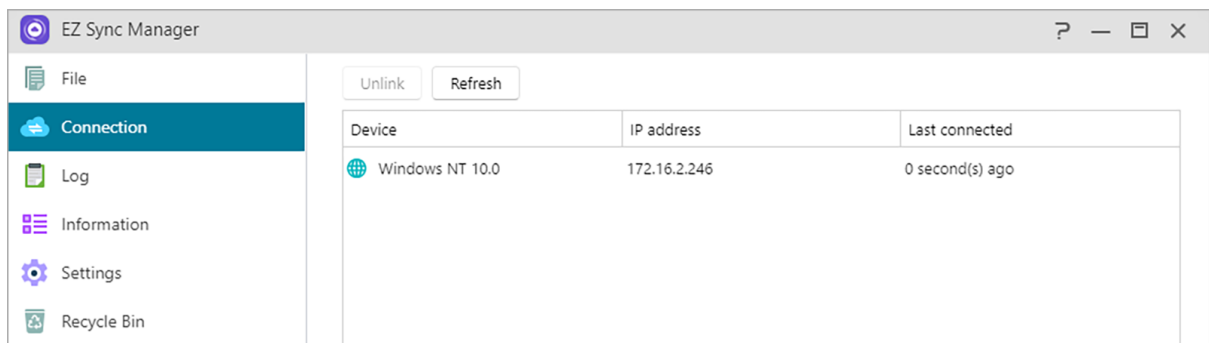 EZ Sync Manager
File
Connection
Log
Information
Settings
Recycle Bin
Unlink Refresh
Device IP address Last connected
Windows NT 10.0 172.16.2.246 0 second(s) ago